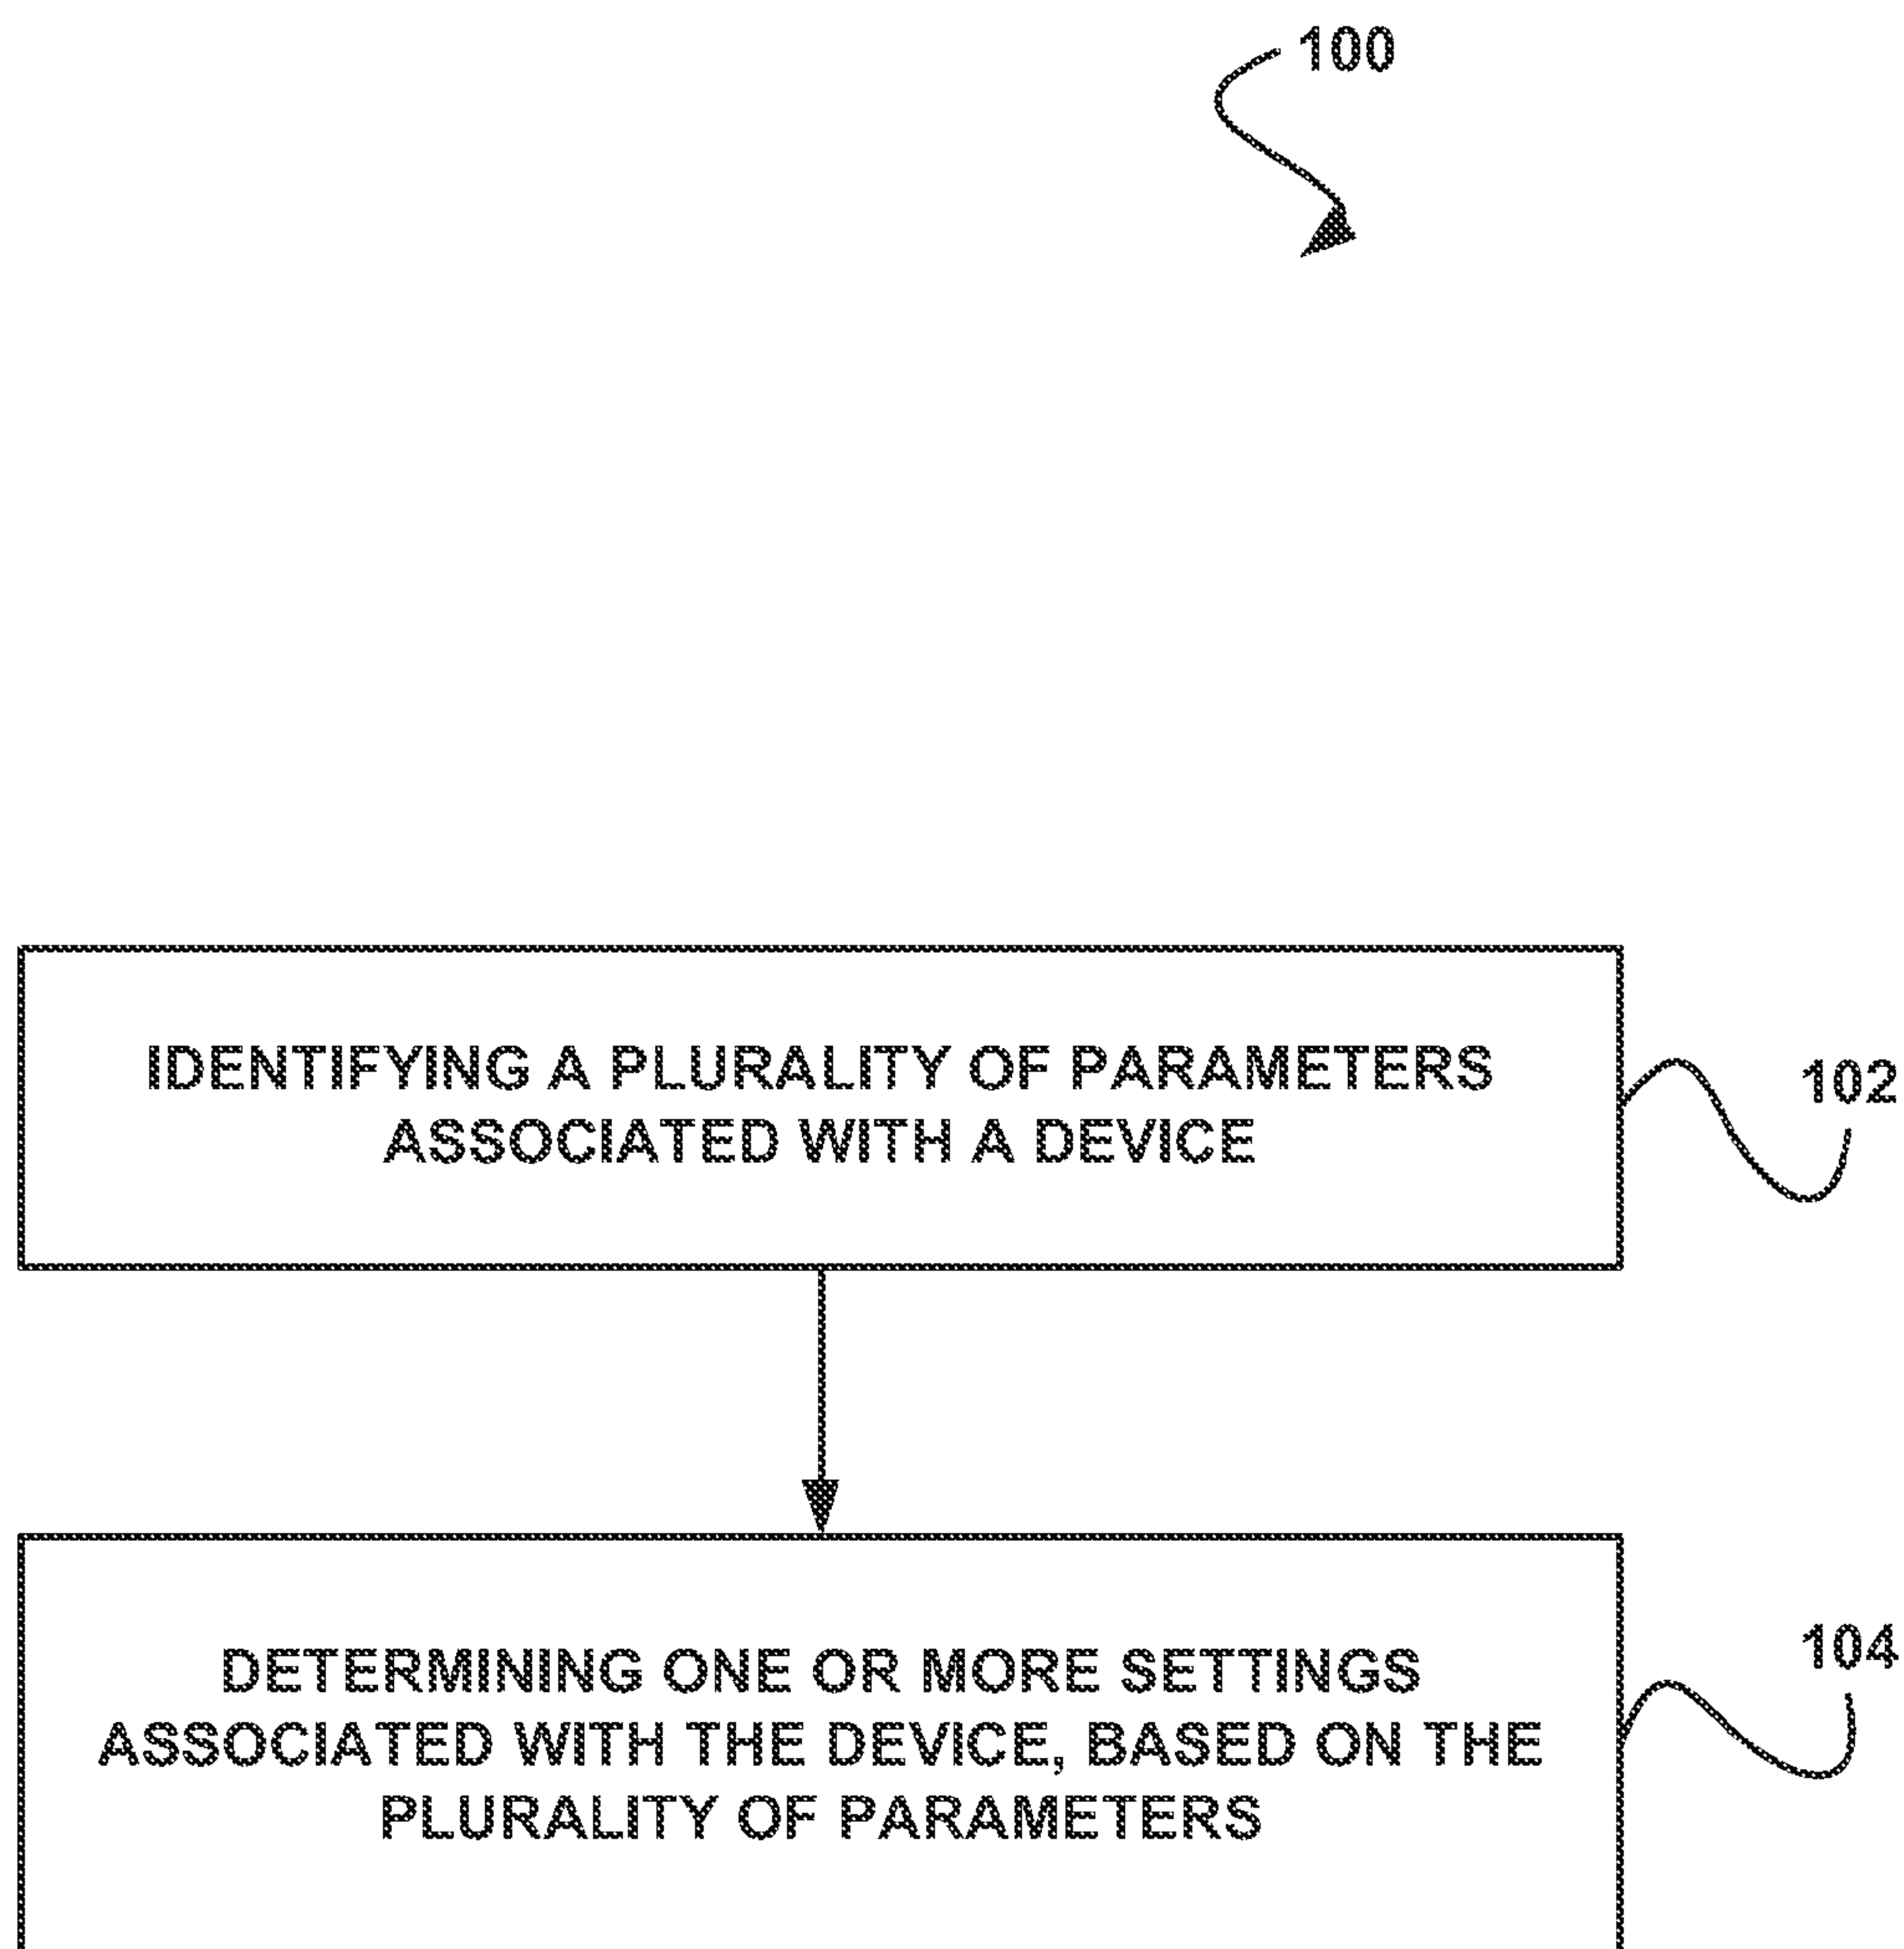 100
IDENTIFYING A PLURALITY OF PARAMETERS
ASSOCIATED WITH A DEVICE
102
DETERMINING ONE OR MORE SETTINGS
ASSOCIATED WITH THE DEVICE, BASED ON THE
PLURALITY OF PARAMETERS
104